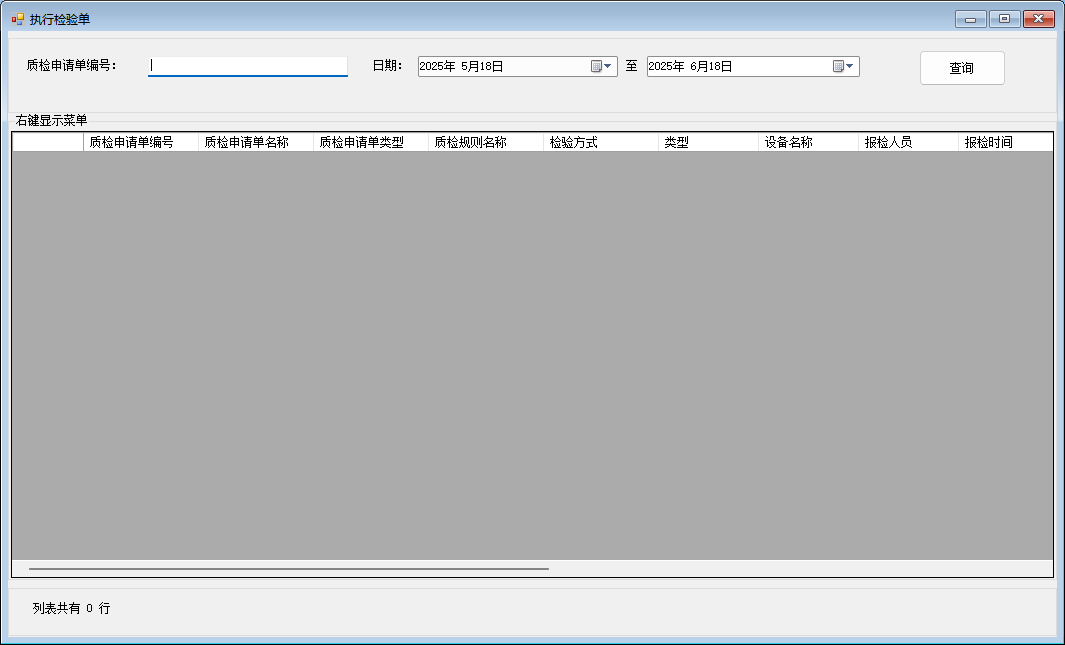 执行检验单
质检申请单编号： 日期： 2025年 5月18日 至 2025年 6月18日 查询
右键显示菜单
质检申请单编号 质检申请单名称 质检申请单类型 质检规则名称 检验方式 类型 设备名称 报检人员 报检时间
列表共有 0 行